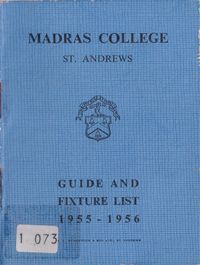 MADRAS COLLEGE
ST. ANDREWS
GUIDE AND
FIXTURE LIST
1955 - 1956
1 073